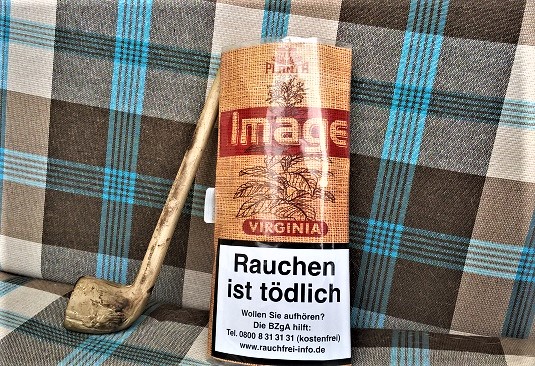 PLANTA
Image
VIRGINIA
Rauchen
ist tödlich
Wollen Sie aufhören?
Die BZgA hilft:
Tel. 0800 8 31 31 31 (kostenfrei)
www.rauchfrei-info.de